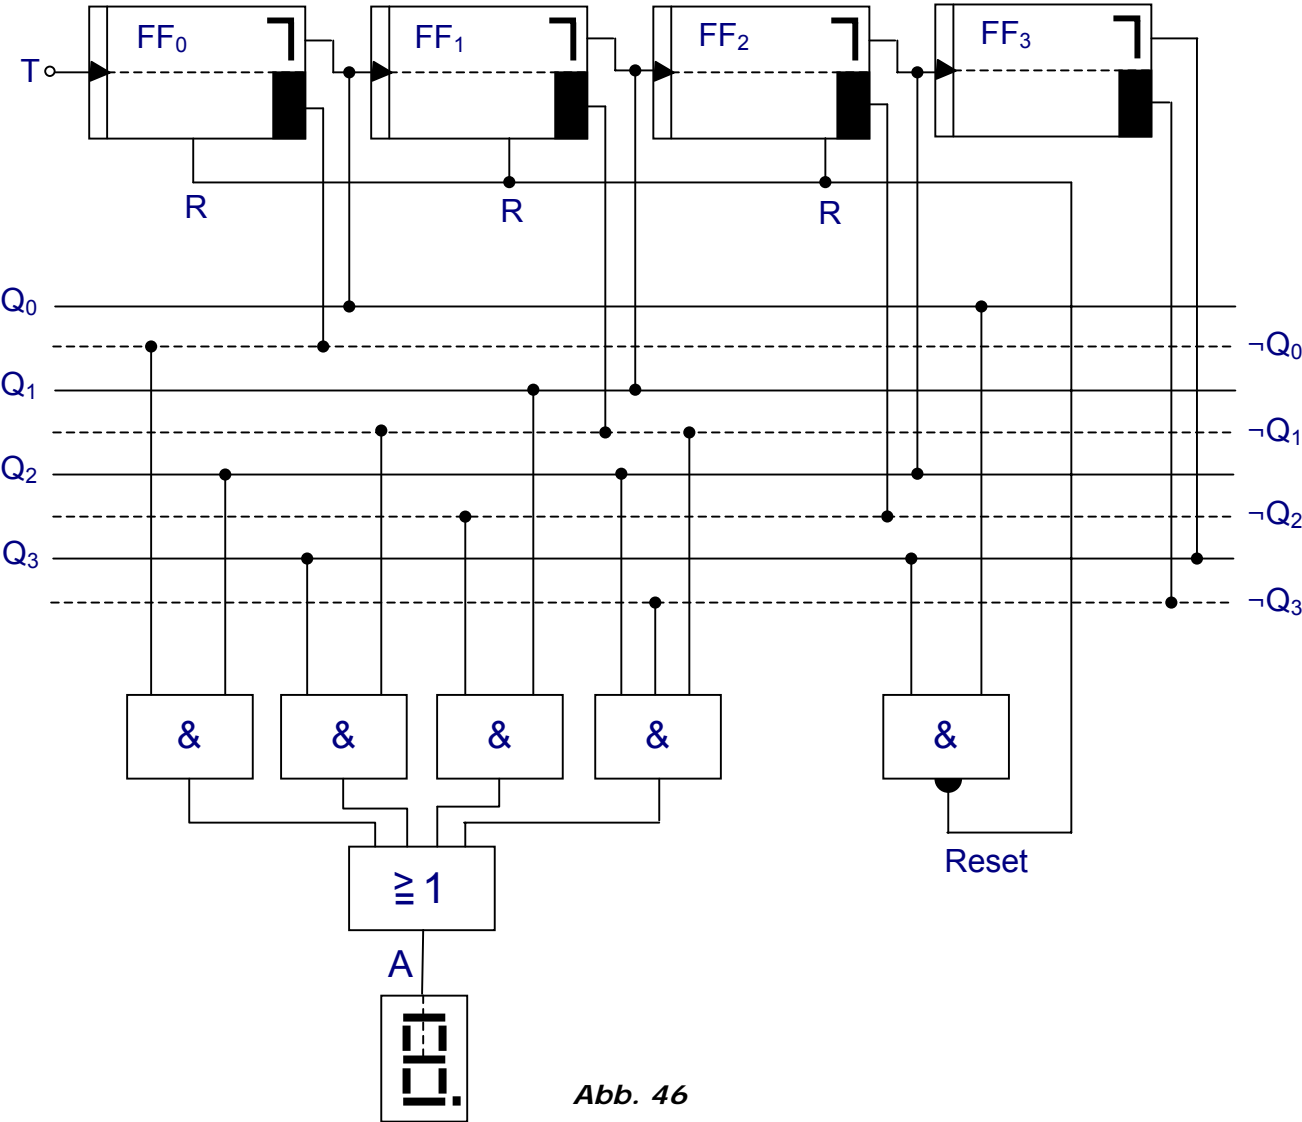 FF₀ FF₁ FF₂ FF₃
T
R R R
Q₀
¬Q₀
Q₁
¬Q₁
Q₂
¬Q₂
Q₃
¬Q₃
& & & & &
Reset
≧ 1
A
Abb. 46